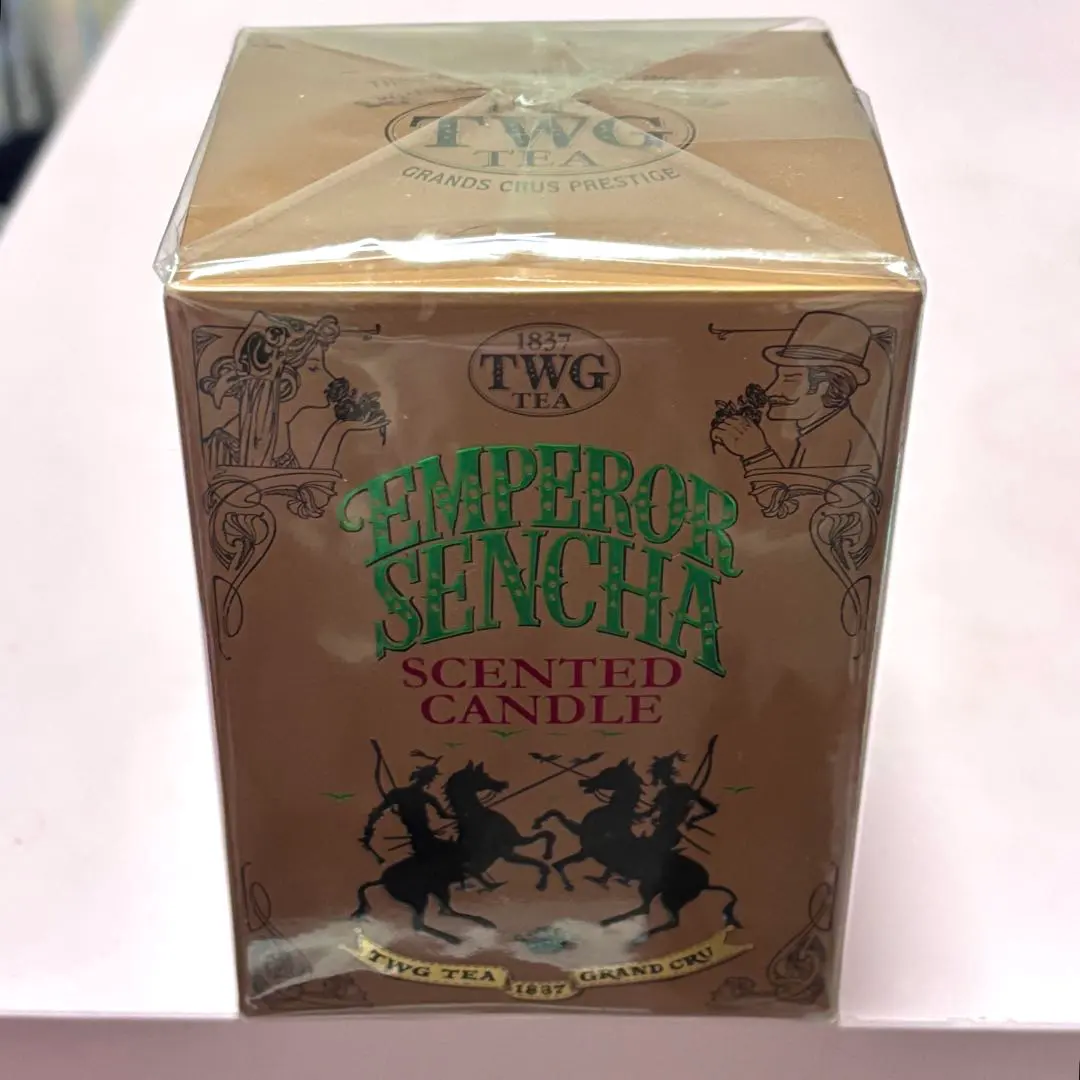 TWG
TEA
GRANDS CRUS PRESTIGE
1837
TWG
TEA
EMPEROR
SENCHA
SCENTED
CANDLE
TWG TEA 1837 GRAND CRU